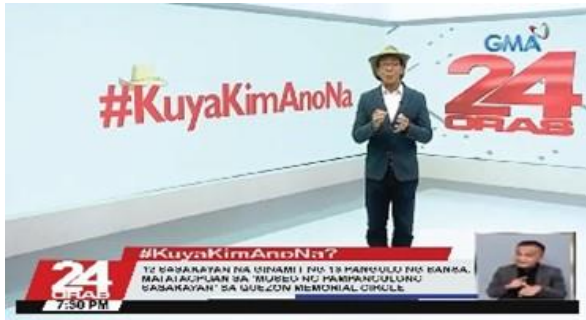 GMA
24
ORAS
#KuyaKimAnoNa
#KuyaKimAnoNa?
12 SASAKYAN NA GINAMIT NG 13 PANGULO NG BANSA,
MATATAGPUAN SA "MUSEO NG PAMPANGULONG
SASAKYAN" SA QUEZON MEMORIAL CIRCLE
24
ORAS
7:50 PM